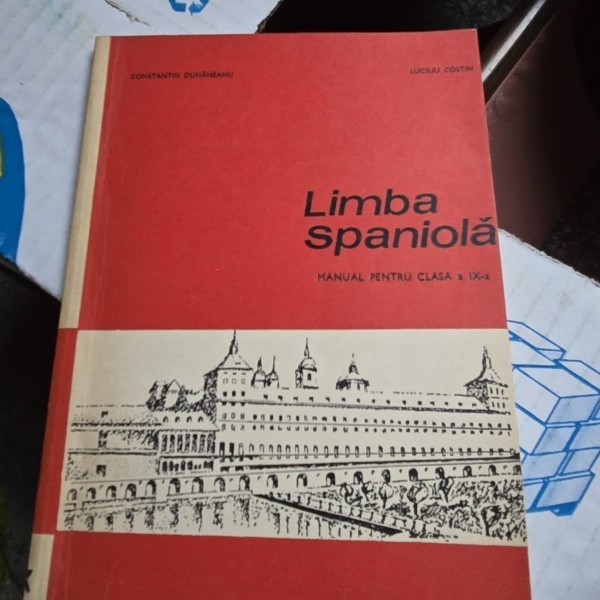 CONSTANTIN DUHĂNEANU
LUCILIU COSTIN
Limba
spaniolă
MANUAL PENTRU CLASA a IX-a